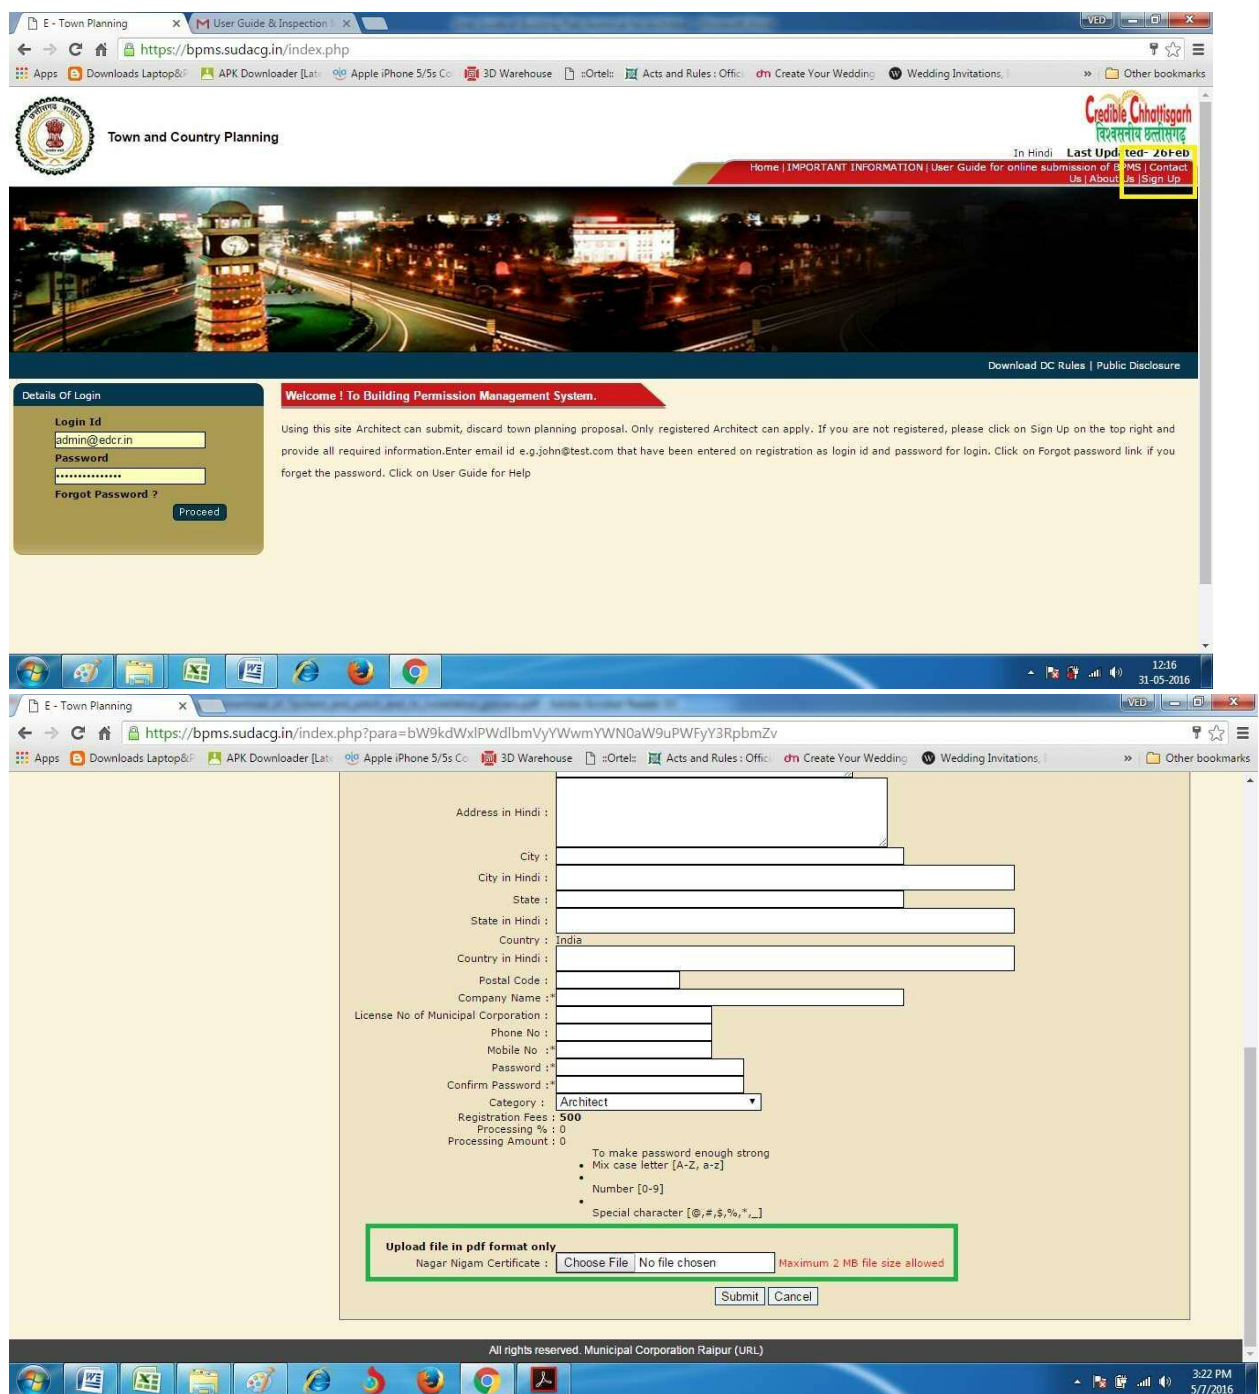 E - Town Planning
User Guide & Inspection
VED
https://bpms.sudacg.in/index.php
Apps Downloads Laptop& APK Downloader [Late Apple iPhone 5/5s Co 3D Warehouse ::Ortel:: Acts and Rules : Offic Create Your Wedding Wedding Invitations, » Other bookmarks
Town and Country Planning
Credible Chhattisgarh
विश्वसनीय छत्तीसगढ़
In Hindi Last Updated- 26Feb
Home | IMPORTANT INFORMATION | User Guide for online submission of BPMS | Contact
Us | About Us |Sign Up
Download DC Rules | Public Disclosure
Details Of Login
Welcome ! To Building Permission Management System.
Login Id
admin@edcr.in
Password
Forgot Password ?
Proceed
Using this site Architect can submit, discard town planning proposal. Only registered Architect can apply. If you are not registered, please click on Sign Up on the top right and
provide all required information.Enter email id e.g.john@test.com that have been entered on registration as login id and password for login. Click on Forgot password link if you
forget the password. Click on User Guide for Help
12:16
31-05-2016
E - Town Planning
VED
https://bpms.sudacg.in/index.php?para=bW9kdWxlPWdlbmVyYWwmYWN0aW9uPWFyY3RpbmZv
Apps Downloads Laptop& APK Downloader [Late Apple iPhone 5/5s Co 3D Warehouse ::Ortel:: Acts and Rules : Offic Create Your Wedding Wedding Invitations, » Other bookmarks
Address in Hindi :
City :
City in Hindi :
State :
State in Hindi :
Country : India
Country in Hindi :
Postal Code :
Company Name :*
License No of Municipal Corporation :
Phone No :
Mobile No :*
Password :*
Confirm Password :*
Category : Architect
Registration Fees : 500
Processing % : 0
Processing Amount : 0
To make password enough strong
• Mix case letter [A-Z, a-z]
•
Number [0-9]
•
Special character [@,#,$,%,*,_]
Upload file in pdf format only
Nagar Nigam Certificate : Choose File No file chosen Maximum 2 MB file size allowed
Submit Cancel
All rights reserved. Municipal Corporation Raipur (URL)
3:22 PM
5/7/2016